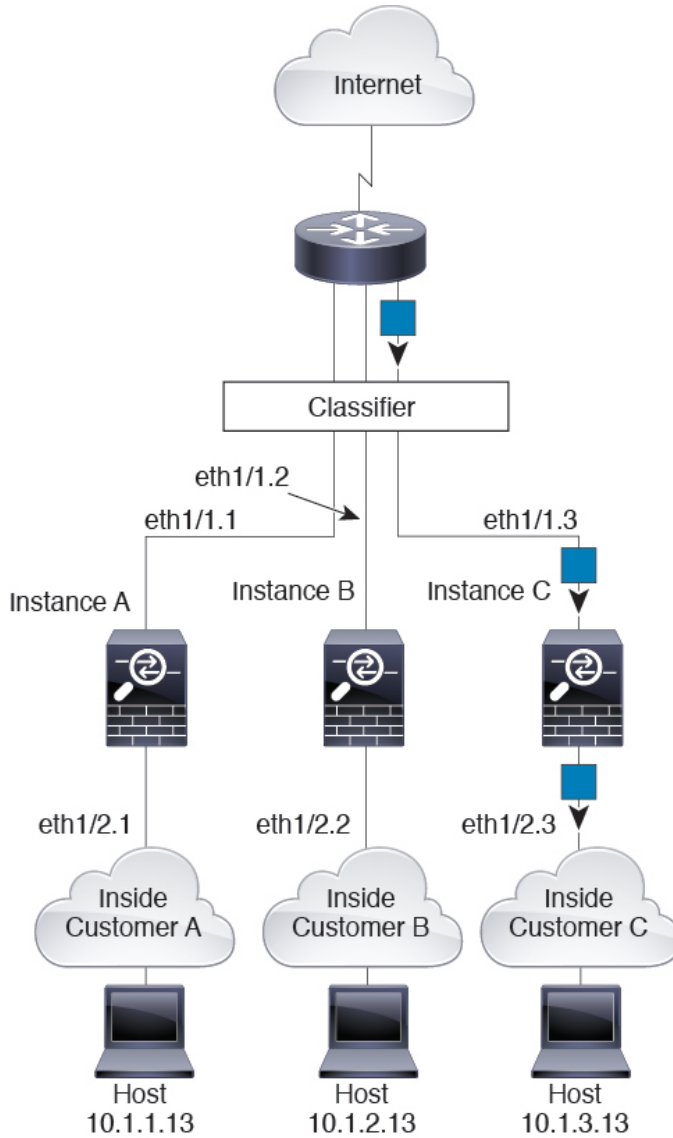 Internet
Classifier
eth1/1.2
eth1/1.1
eth1/1.3
Instance A
Instance B
Instance C
eth1/2.1
eth1/2.2
eth1/2.3
Inside
Customer A
Inside
Customer B
Inside
Customer C
Host
10.1.1.13
Host
10.1.2.13
Host
10.1.3.13